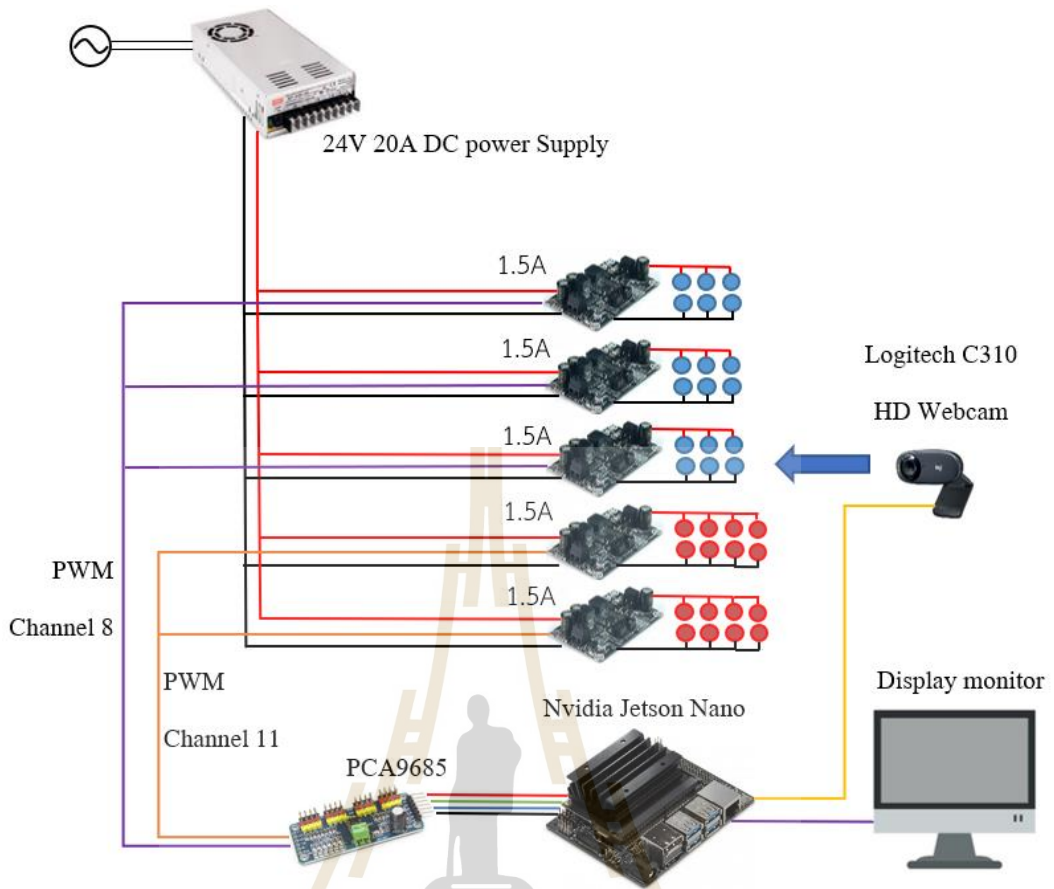 24V 20A DC power Supply
1.5A
1.5A
Logitech C310
HD Webcam
1.5A
1.5A
PWM
Channel 8
1.5A
PWM
Channel 11
Display monitor
Nvidia Jetson Nano
PCA9685